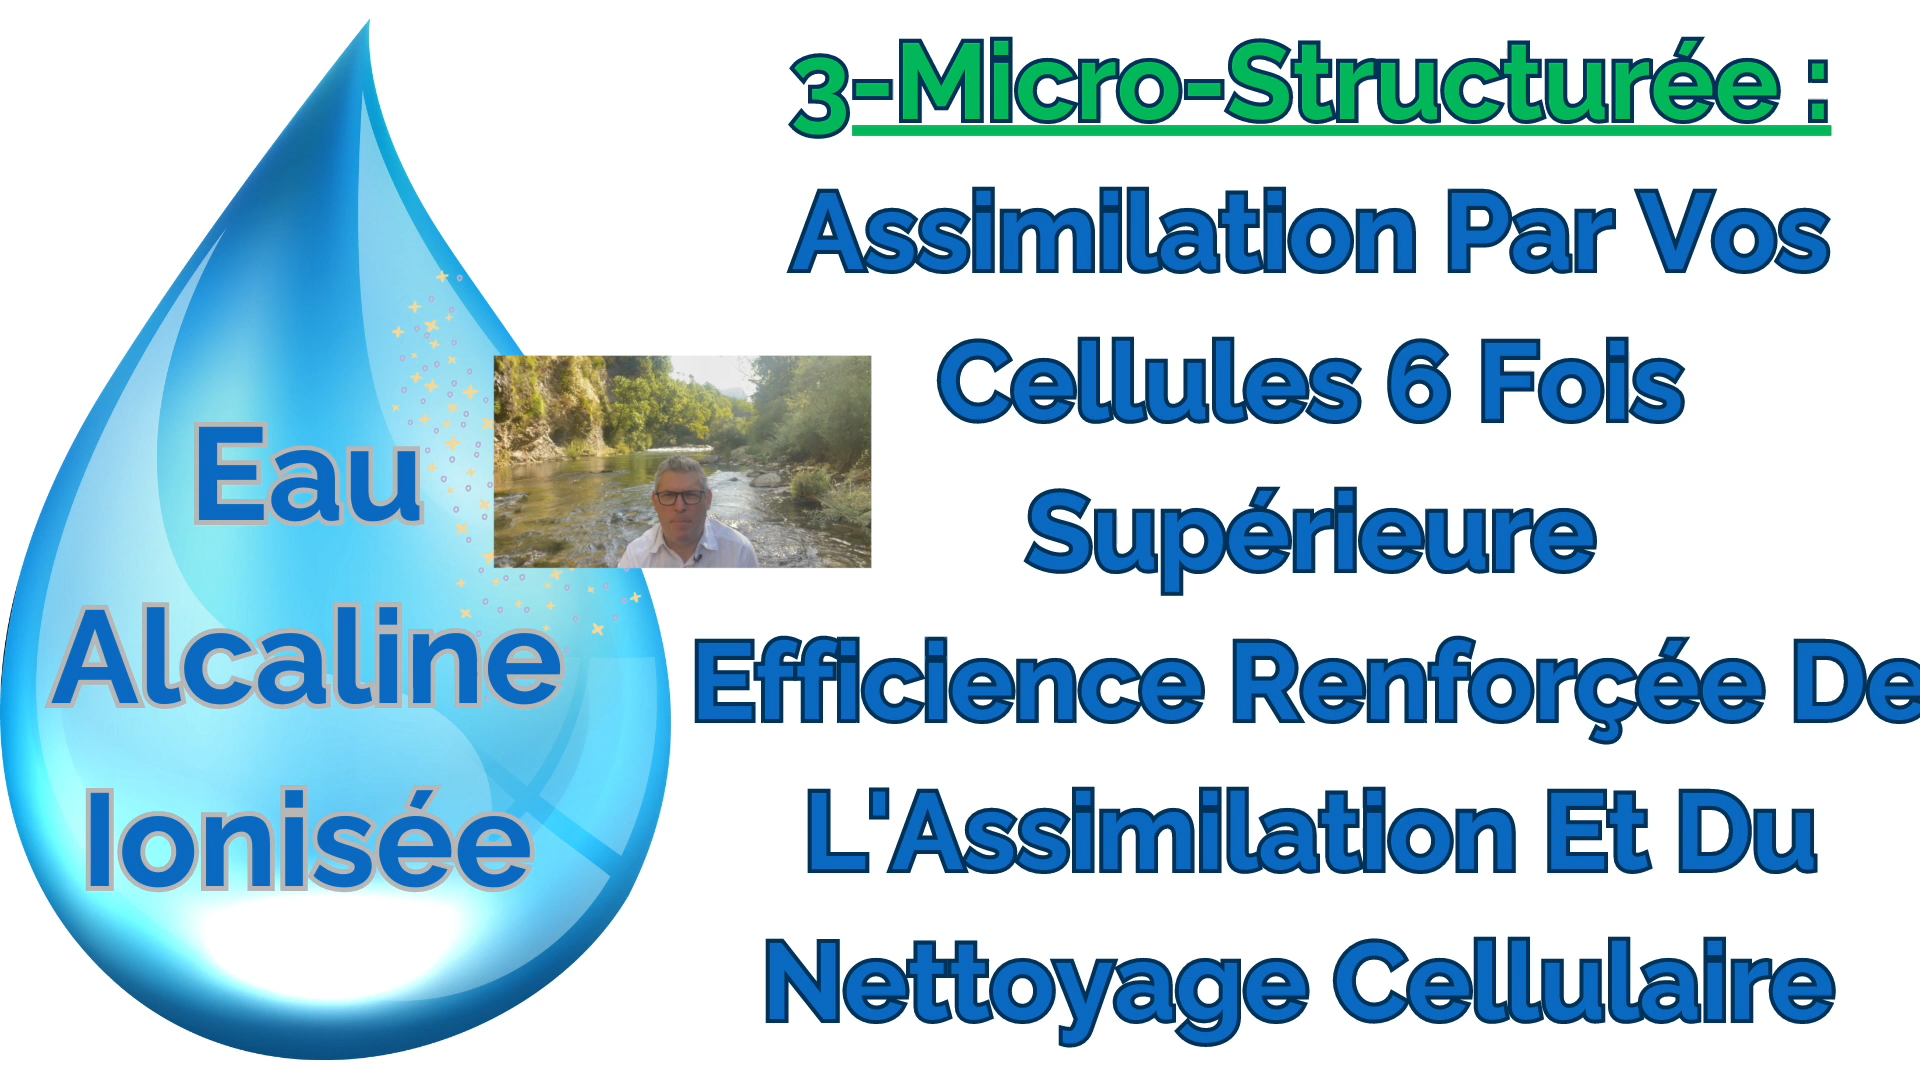 Eau
Alcaline
Ionisée
3-Micro-Structurée :
Assimilation Par Vos
Cellules 6 Fois
Supérieure
Efficience Renforçée De
L'Assimilation Et Du
Nettoyage Cellulaire